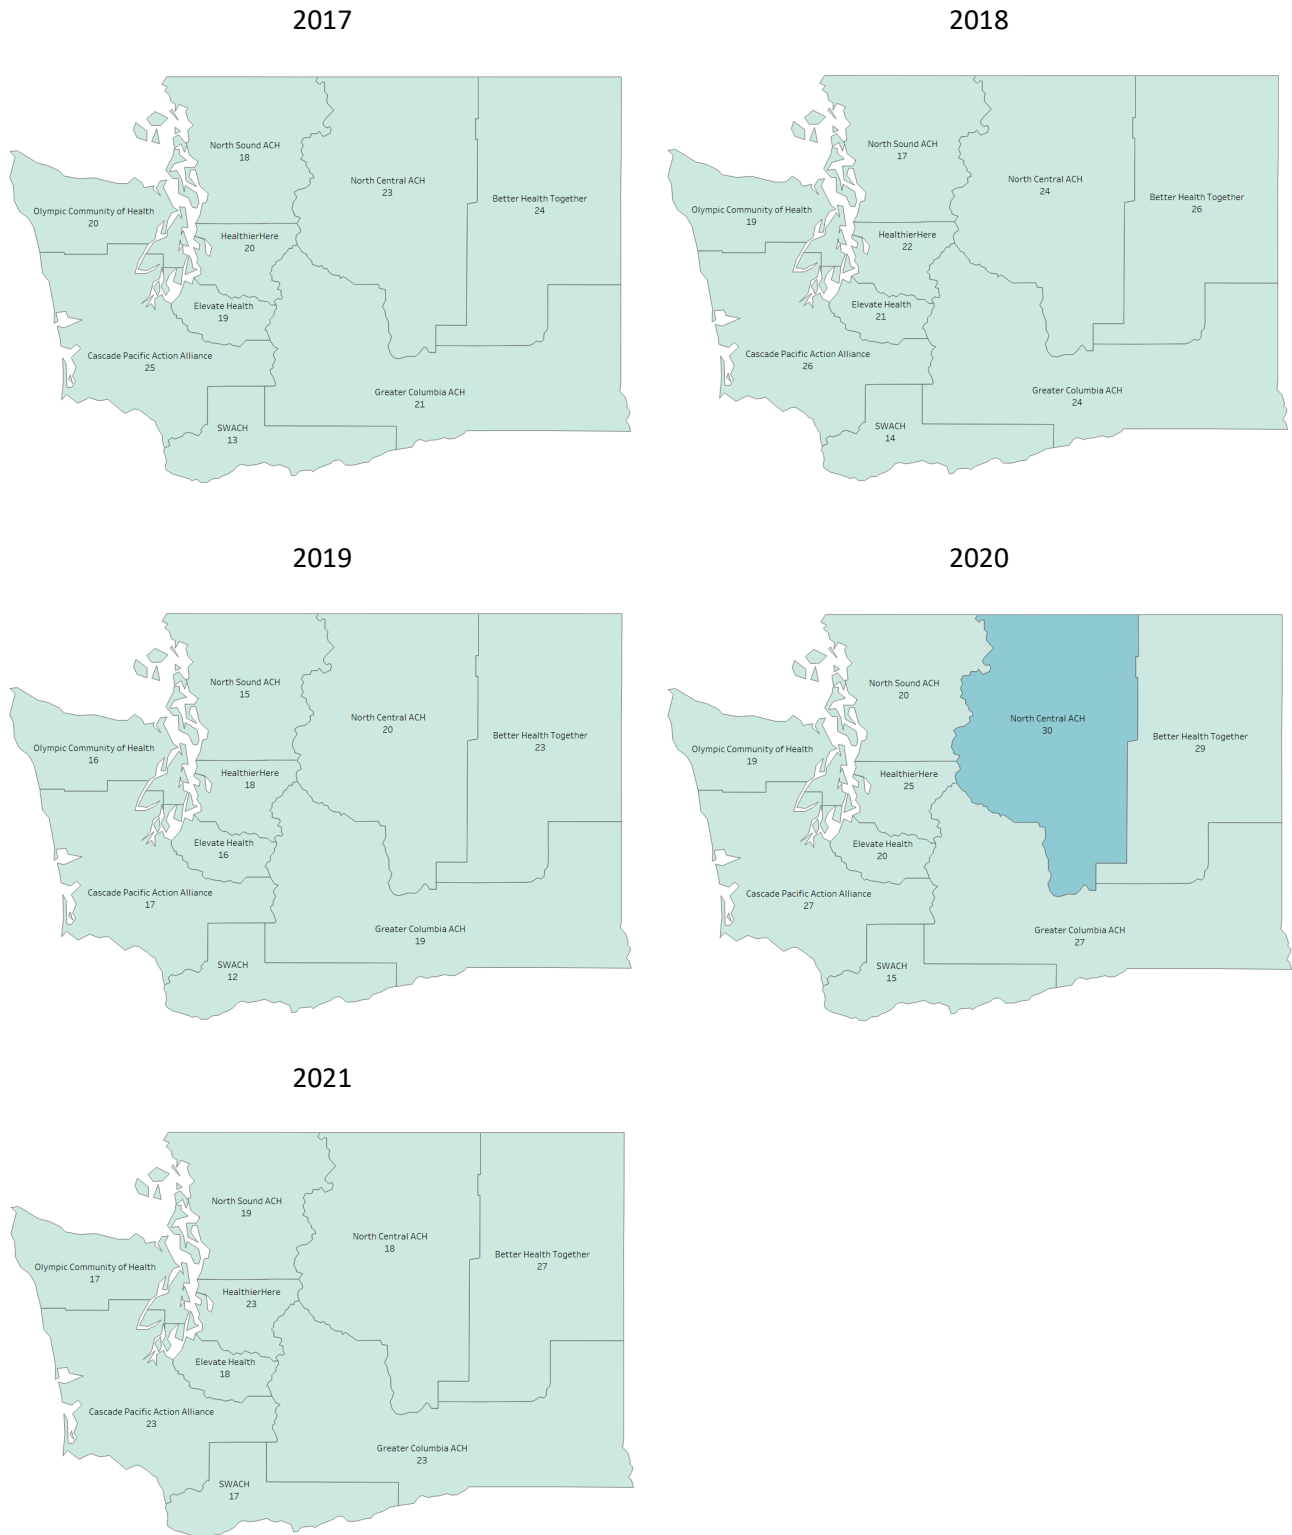 2017
North Sound ACH
18
North Central ACH
23
Better Health Together
24
Olympic Community of Health
20
HealthierHere
20
Elevate Health
19
Cascade Pacific Action Alliance
25
Greater Columbia ACH
21
SWACH
13
2018
North Sound ACH
17
North Central ACH
24
Better Health Together
26
Olympic Community of Health
19
HealthierHere
22
Elevate Health
21
Cascade Pacific Action Alliance
26
Greater Columbia ACH
24
SWACH
14
2019
North Sound ACH
15
North Central ACH
20
Better Health Together
23
Olympic Community of Health
16
HealthierHere
18
Elevate Health
16
Cascade Pacific Action Alliance
17
Greater Columbia ACH
19
SWACH
12
2020
North Sound ACH
20
North Central ACH
30
Better Health Together
29
Olympic Community of Health
19
HealthierHere
25
Elevate Health
20
Cascade Pacific Action Alliance
27
Greater Columbia ACH
27
SWACH
15
2021
North Sound ACH
19
North Central ACH
18
Better Health Together
27
Olympic Community of Health
17
HealthierHere
23
Elevate Health
18
Cascade Pacific Action Alliance
23
Greater Columbia ACH
23
SWACH
17